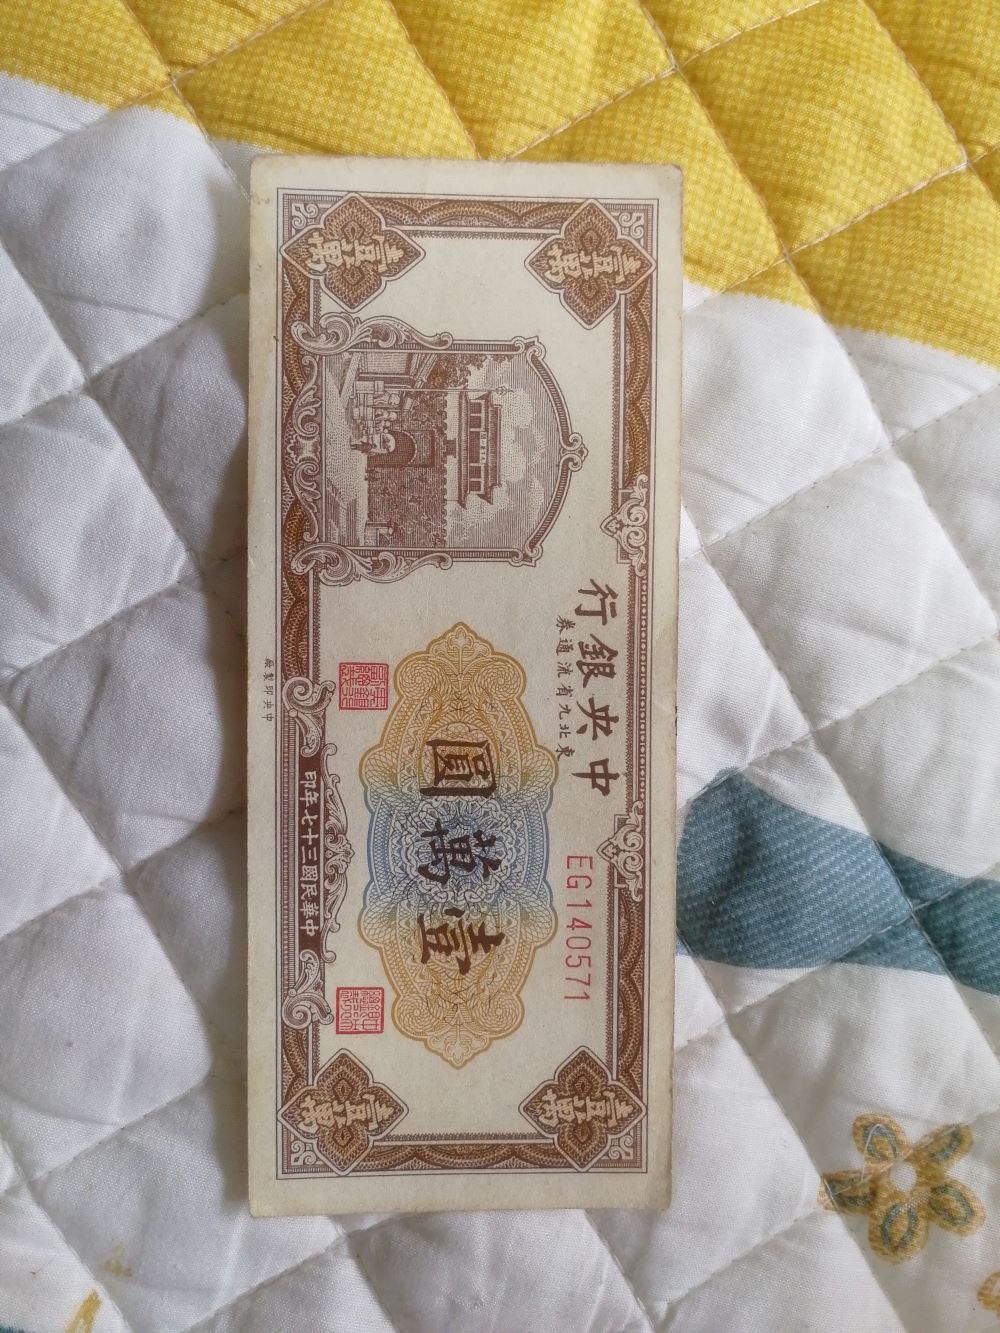 壹萬
壹萬
中央銀行
東北九省流通券
EG140571
壹萬圓
中華民國三十七年印
壹萬
壹萬
中央印製廠